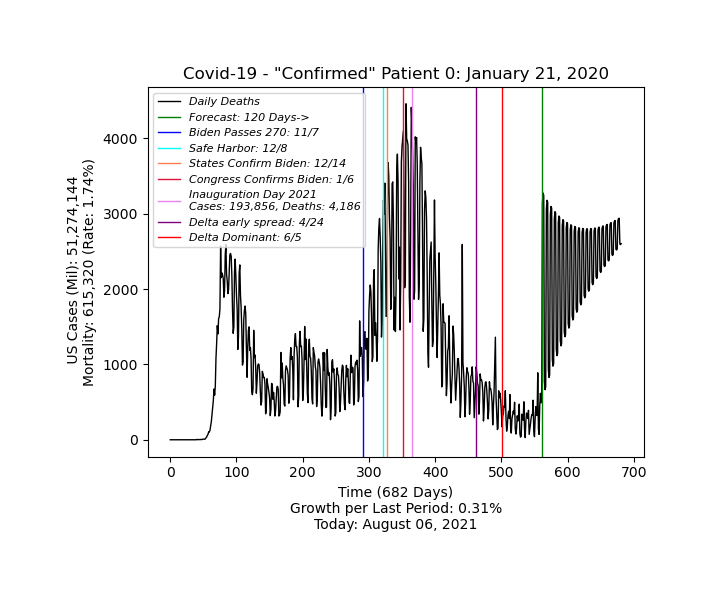 Covid-19 - "Confirmed" Patient 0: January 21, 2020
Daily Deaths
Forecast: 120 Days->
Biden Passes 270: 11/7
Safe Harbor: 12/8
States Confirm Biden: 12/14
Congress Confirms Biden: 1/6
Inauguration Day 2021
Cases: 193,856, Deaths: 4,186
Delta early spread: 4/24
Delta Dominant: 6/5
US Cases (Mil): 51,274,144
Mortality: 615,320 (Rate: 1.74%)
4000
3000
2000
1000
0
0 100 200 300 400 500 600 700
Time (682 Days)
Growth per Last Period: 0.31%
Today: August 06, 2021